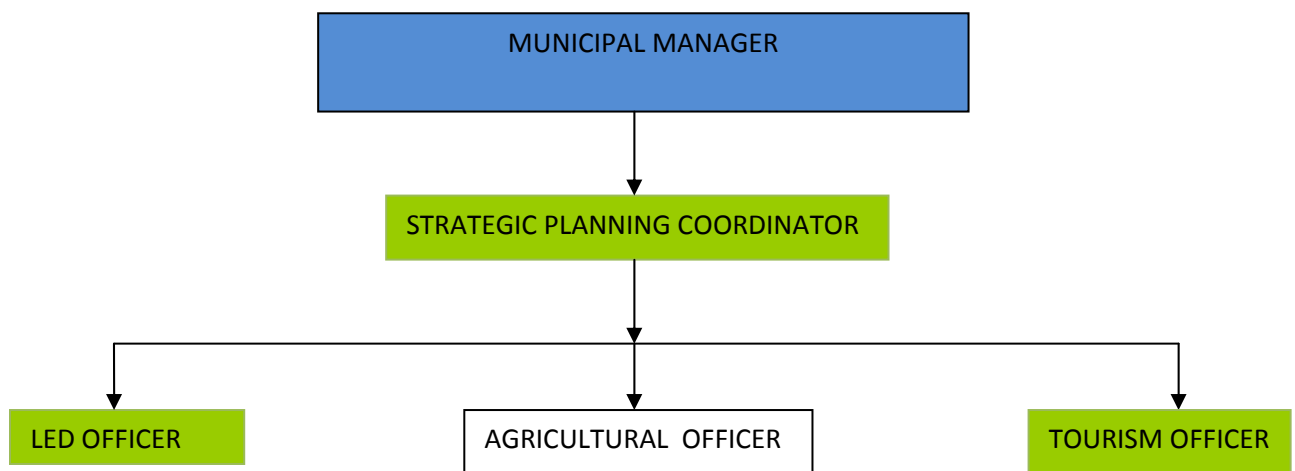 MUNICIPAL MANAGER
STRATEGIC PLANNING COORDINATOR
LED OFFICER
AGRICULTURAL OFFICER
TOURISM OFFICER